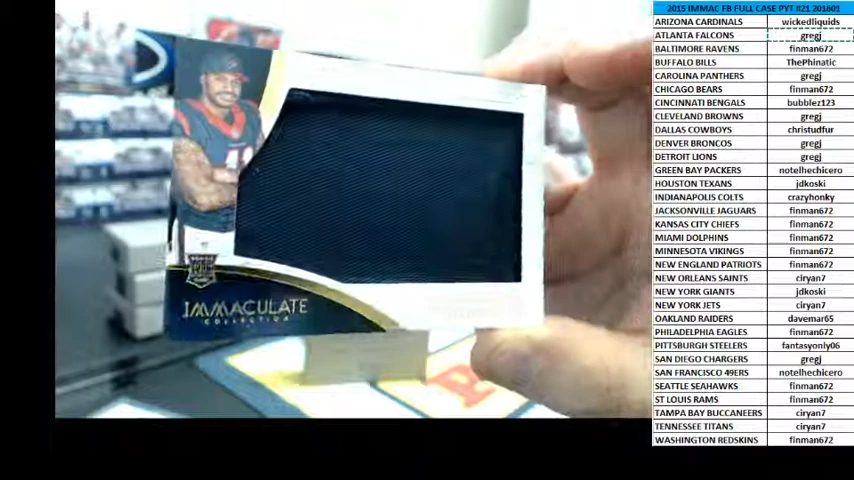 IMMACULATE
COLLECTION
2015 IMMAC FB FULL CASE PYT #21 201601
ARIZONA CARDINALS wickedliquids
ATLANTA FALCONS gregj
BALTIMORE RAVENS finman672
BUFFALO BILLS ThePhinatic
CAROLINA PANTHERS gregj
CHICAGO BEARS finman672
CINCINNATI BENGALS bubblez123
CLEVELAND BROWNS gregj
DALLAS COWBOYS christudfur
DENVER BRONCOS gregj
DETROIT LIONS gregj
GREEN BAY PACKERS notelhechicero
HOUSTON TEXANS jdkoski
INDIANAPOLIS COLTS crazyhonky
JACKSONVILLE JAGUARS finman672
KANSAS CITY CHIEFS finman672
MIAMI DOLPHINS finman672
MINNESOTA VIKINGS finman672
NEW ENGLAND PATRIOTS finman672
NEW ORLEANS SAINTS ciryan7
NEW YORK GIANTS jdkoski
NEW YORK JETS ciryan7
OAKLAND RAIDERS davemar65
PHILADELPHIA EAGLES finman672
PITTSBURGH STEELERS fantasyonly06
SAN DIEGO CHARGERS gregj
SAN FRANCISCO 49ERS notelhechicero
SEATTLE SEAHAWKS finman672
ST LOUIS RAMS finman672
TAMPA BAY BUCCANEERS ciryan7
TENNESSEE TITANS ciryan7
WASHINGTON REDSKINS finman672